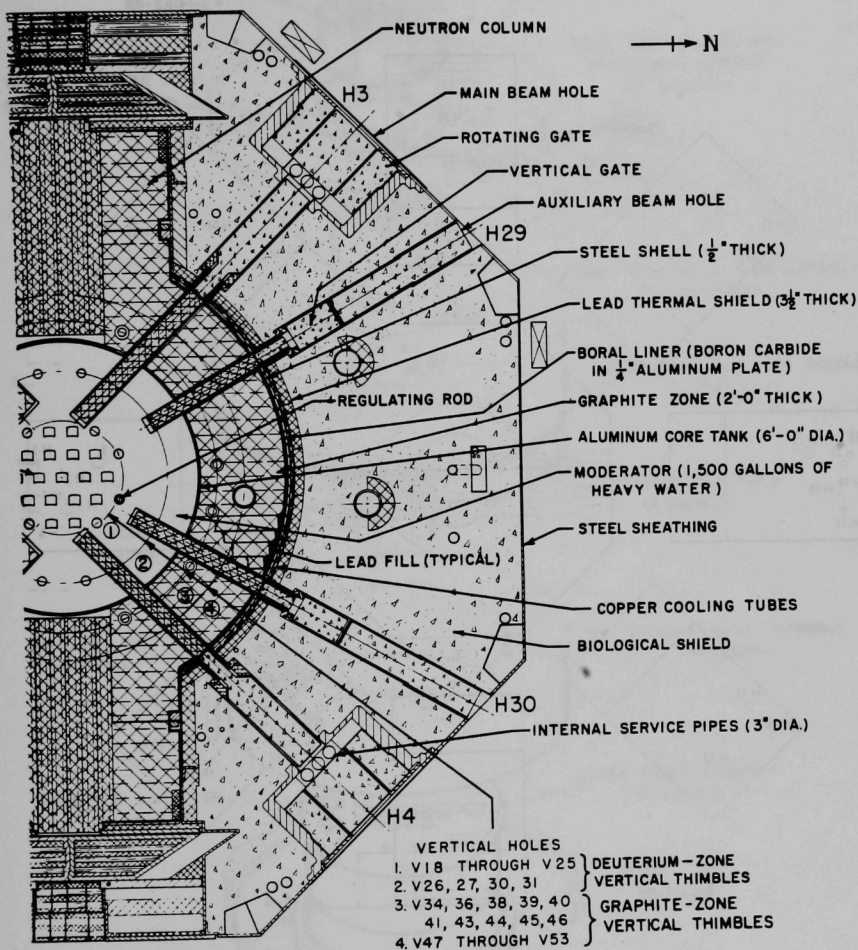 NEUTRON COLUMN
N
H3
MAIN BEAM HOLE
ROTATING GATE
VERTICAL GATE
AUXILIARY BEAM HOLE
H29
STEEL SHELL (1/2" THICK)
LEAD THERMAL SHIELD (3 1/2" THICK)
BORAL LINER (BORON CARBIDE
IN 1/4" ALUMINUM PLATE)
REGULATING ROD
GRAPHITE ZONE (2'-0" THICK)
ALUMINUM CORE TANK (6'-0" DIA.)
MODERATOR (1,500 GALLONS OF
HEAVY WATER)
STEEL SHEATHING
1
2
3
4
LEAD FILL (TYPICAL)
COPPER COOLING TUBES
BIOLOGICAL SHIELD
H30
INTERNAL SERVICE PIPES (3" DIA.)
H4
VERTICAL HOLES
1. V18 THROUGH V25 } DEUTERIUM-ZONE
2. V26, 27, 30, 31 VERTICAL THIMBLES
3. V34, 36, 38, 39, 40 } GRAPHITE-ZONE
41, 43, 44, 45, 46 VERTICAL THIMBLES
4. V47 THROUGH V53